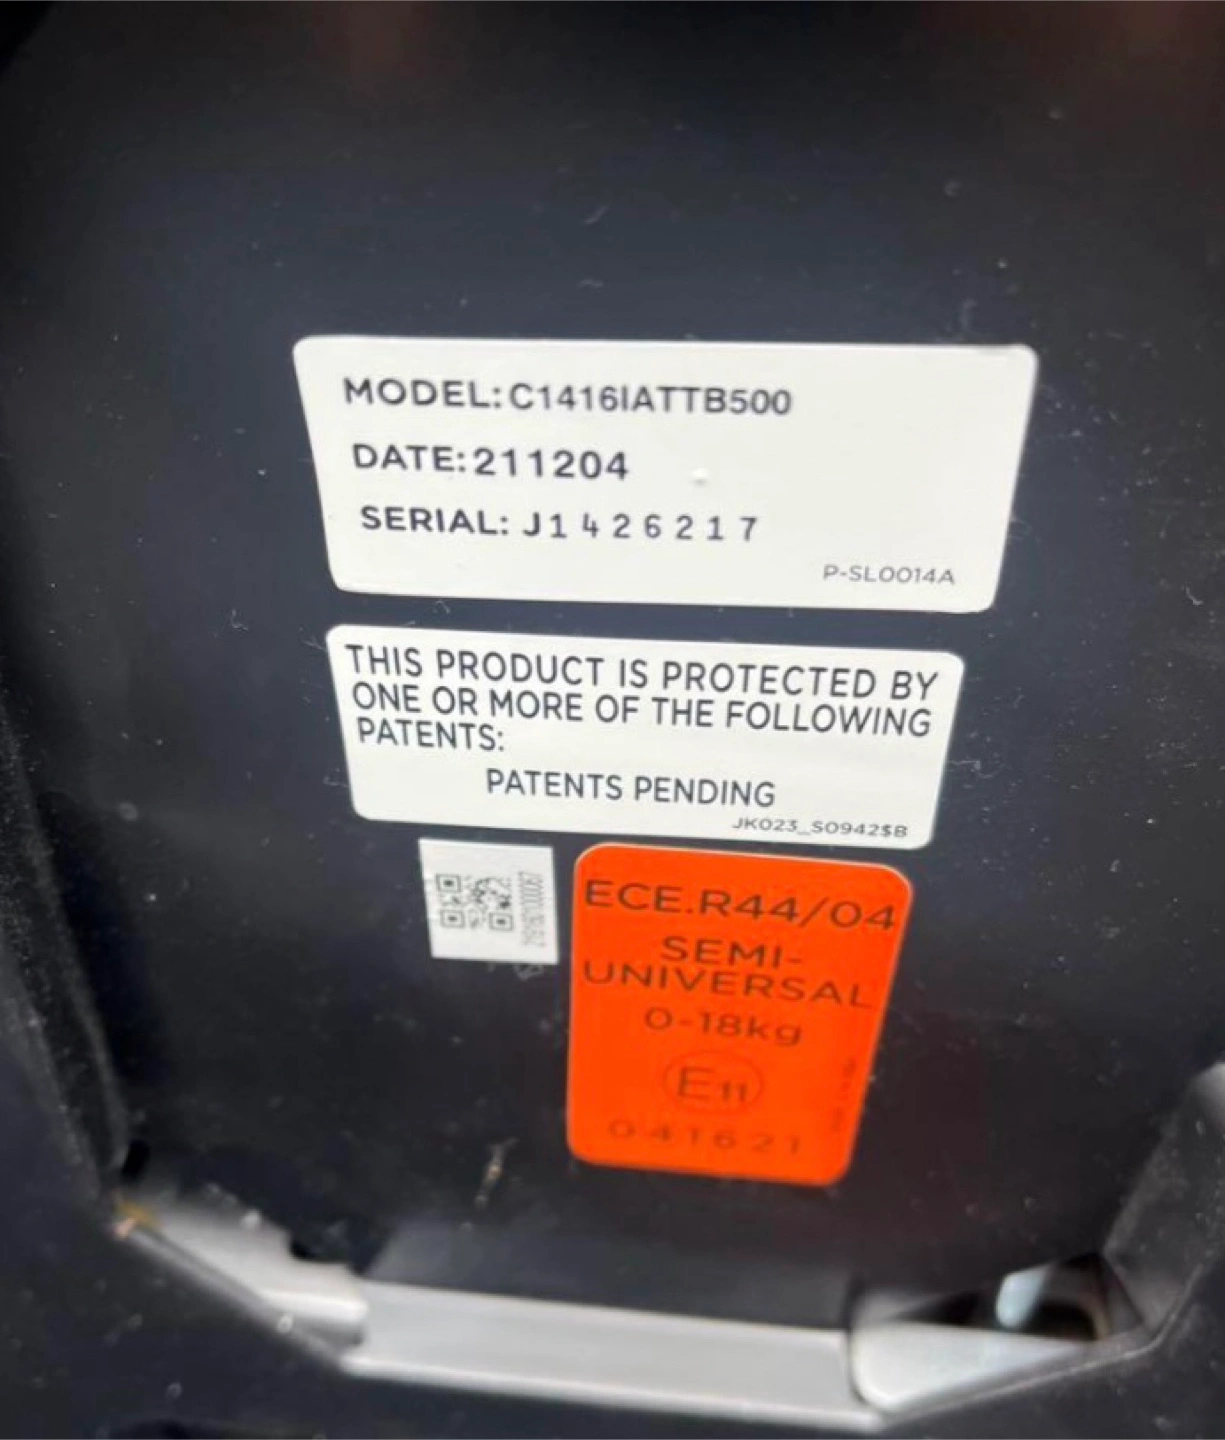 MODEL: C1416IATTB500
DATE: 211204
SERIAL: J1426217
P-SL0014A
THIS PRODUCT IS PROTECTED BY
ONE OR MORE OF THE FOLLOWING
PATENTS:
PATENTS PENDING
JK023_S0942$B
ECE.R44/04
SEMI-
UNIVERSAL
0-18kg
E11
041621